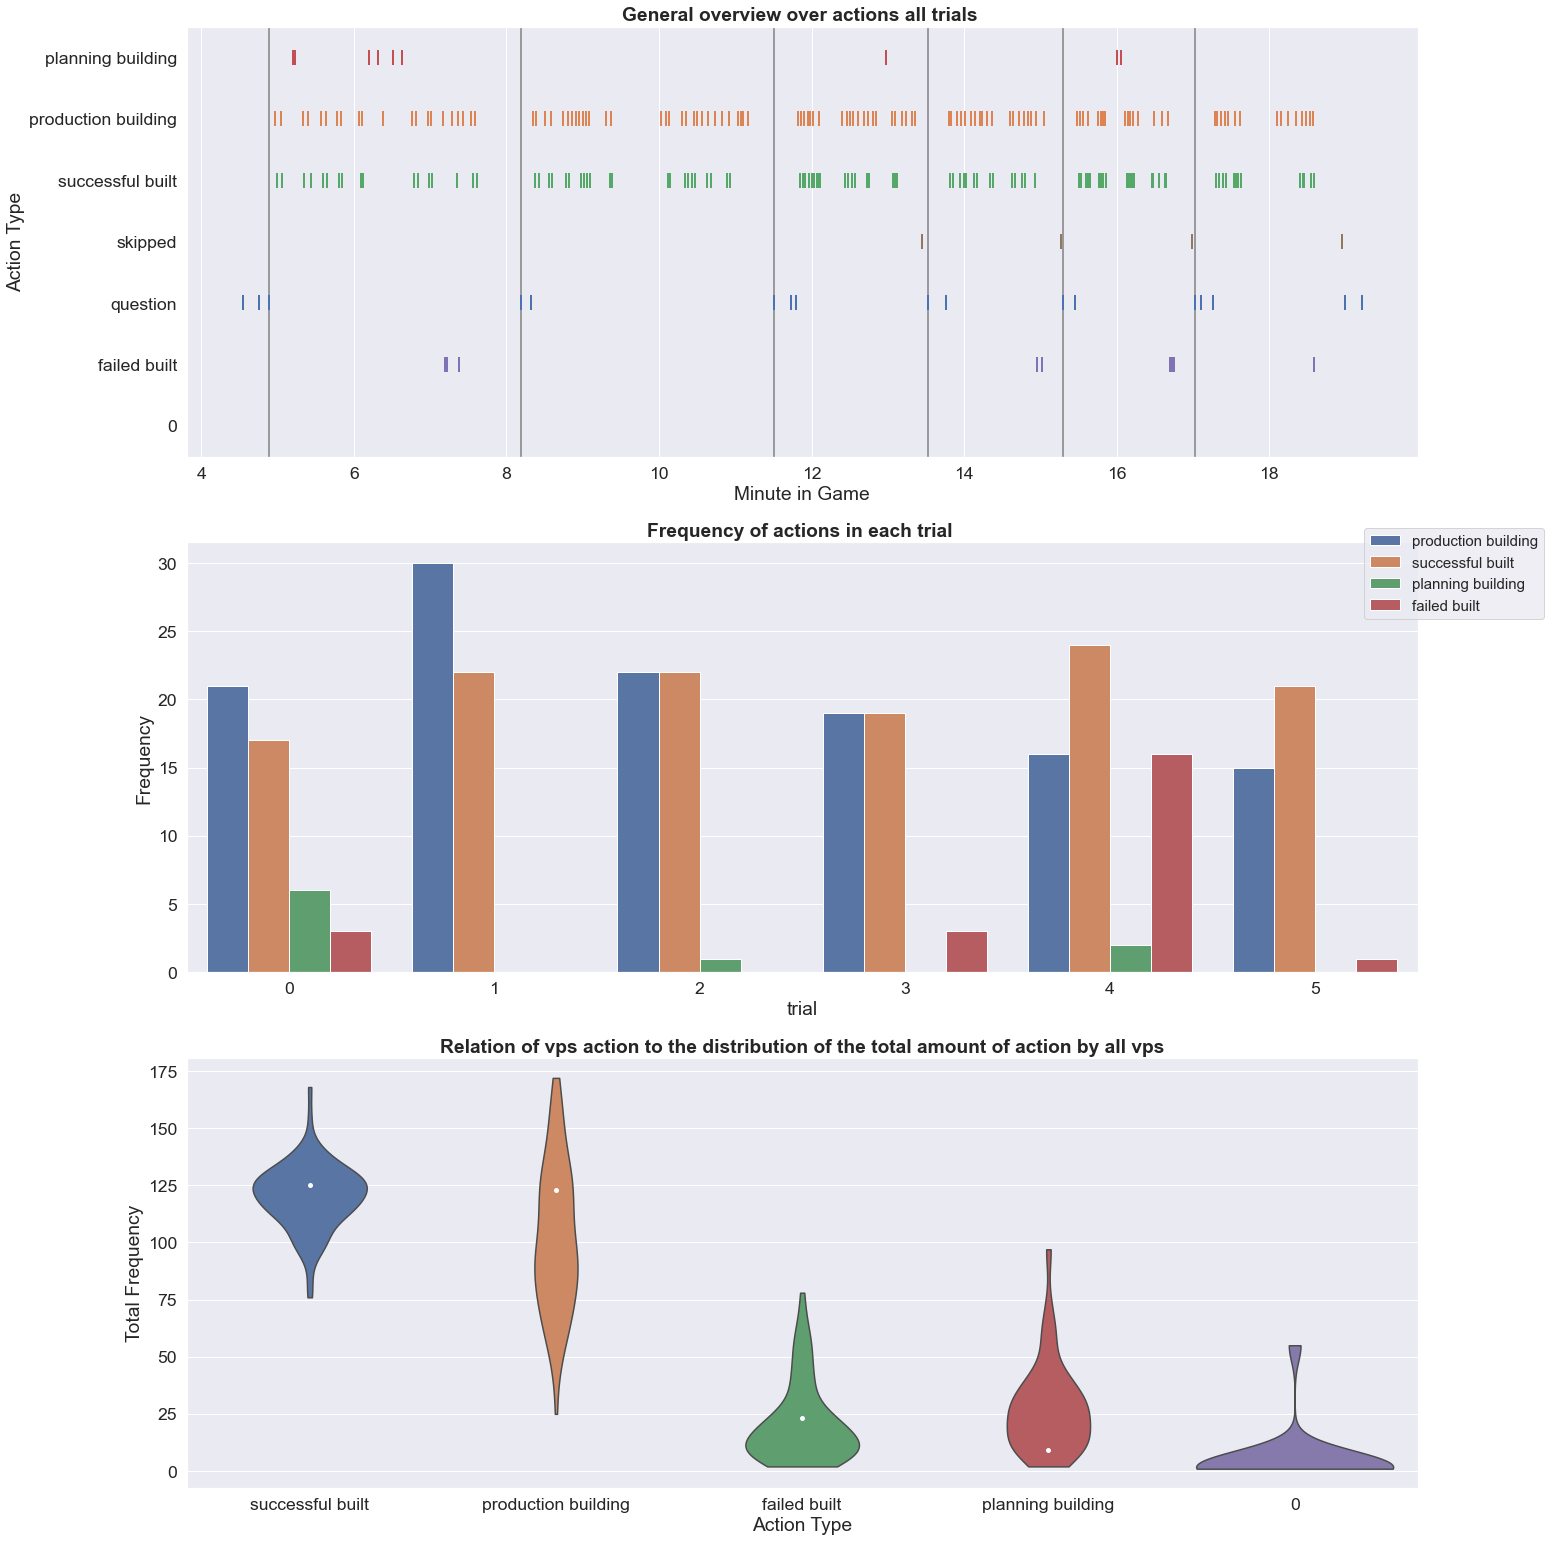 General overview over actions all trials
planning building
production building
successful built
skipped
question
failed built
0
Action Type
4 6 8 10 12 14 16 18
Minute in Game
Frequency of actions in each trial
production building
successful built
planning building
failed built
30
25
20
15
10
5
0
Frequency
0 1 2 3 4 5
trial
Relation of vps action to the distribution of the total amount of action by all vps
175
150
125
100
75
50
25
0
Total Frequency
successful built production building failed built planning building 0
Action Type